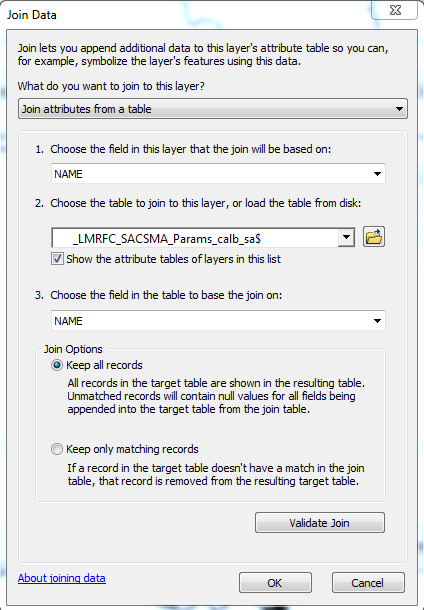 Join Data
Join lets you append additional data to this layer's attribute table so you can,
for example, symbolize the layer's features using this data.
What do you want to join to this layer?
Join attributes from a table
1. Choose the field in this layer that the join will be based on:
NAME
2. Choose the table to join to this layer, or load the table from disk:
_LMRFC_SACSMA_Params_calb_sa$
Show the attribute tables of layers in this list
3. Choose the field in the table to base the join on:
NAME
Join Options
Keep all records
All records in the target table are shown in the resulting table.
Unmatched records will contain null values for all fields being
appended into the target table from the join table.
Keep only matching records
If a record in the target table doesn't have a match in the join
table, that record is removed from the resulting target table.
Validate Join
About joining data
OK
Cancel